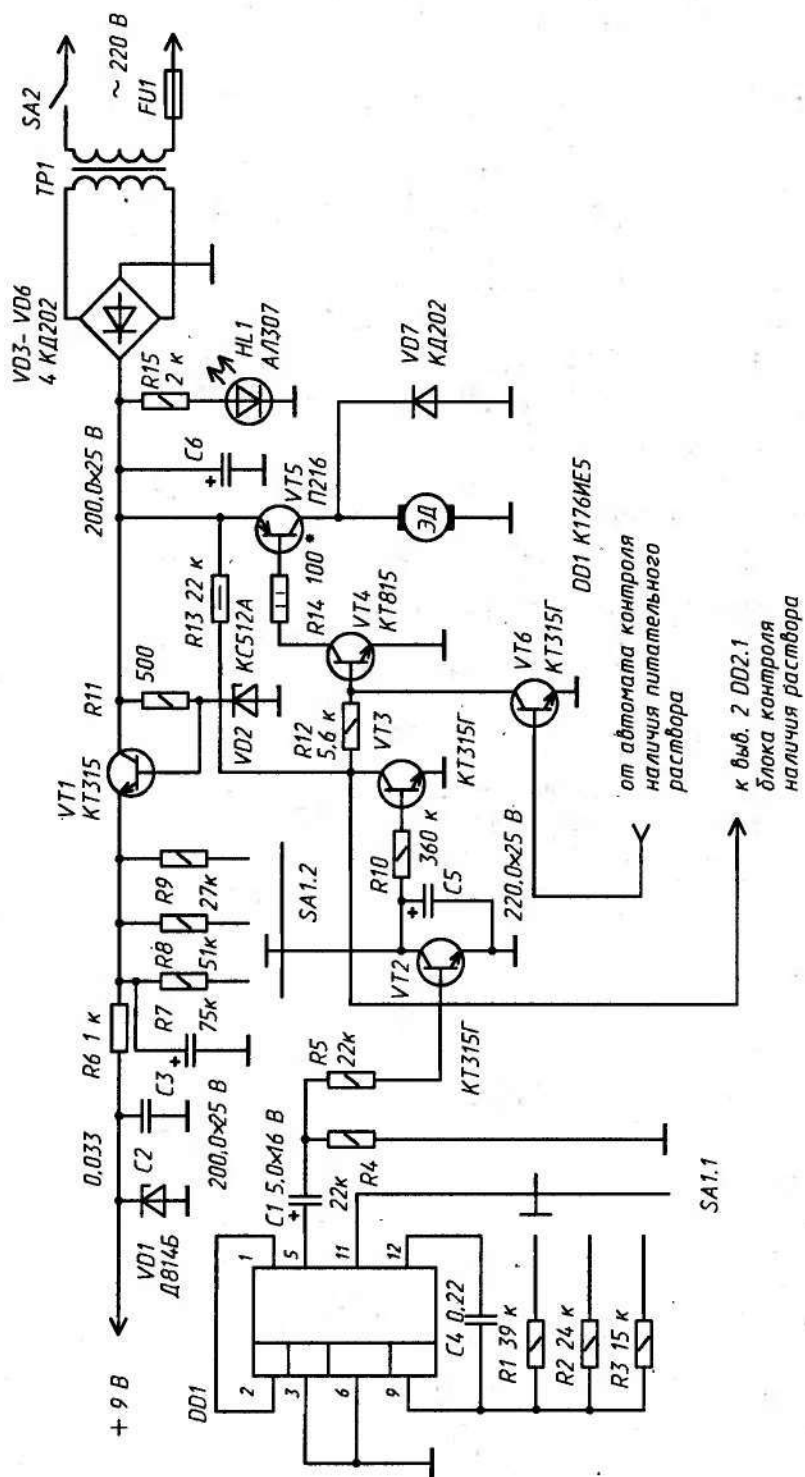 + 9 В
VD1
Д814Б
0,033
C2
C3
200,0×25 В
R6 1 к
R7
75к
R8
51к
R9
27к
SA1.2
VT1
КТ315
R11
500
VD2
КС512А
200,0×25 В
C6
R13 22 к
R14 100
VT5
П216
*
R15
2 к
HL1
АЛ307
VD3- VD6
4 КД202
TP1
SA2
~ 220 В
FU1
VD7
КД202
ЭД
VT4
КТ815
R12
5,6 к
VT3
КТ315Г
R10
360 к
C5
220,0×25 В
VT2
КТ315Г
R5
22к
VT6
КТ315Г
DD1 К176ИЕ5
от автомата контроля
наличия питательного
раствора
к выв. 2 DD2.1
блока контроля
наличия раствора
C1 5,0×16 В
22к
R4
DD1
2
3
6
9
1
5
11
12
C4 0,22
R1 39 к
R2 24 к
R3 15 к
SA1.1